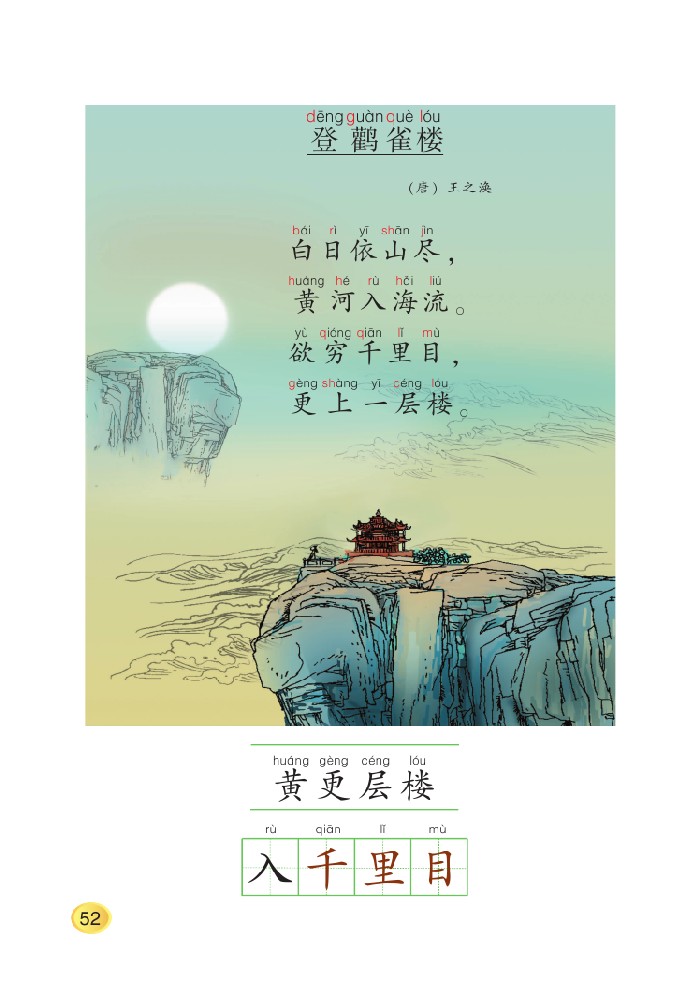 dēng guàn què lóu
登鹳雀楼
（唐）王之涣
bái rì yī shān jìn
白日依山尽，
huáng hé rù hǎi liú
黄河入海流。
yù qióng qiān lǐ mù
欲穷千里目，
gèng shàng yī céng lóu
更上一层楼。
huáng gèng céng lóu
黄更层楼
rù qiān lǐ mù
入千里目
52